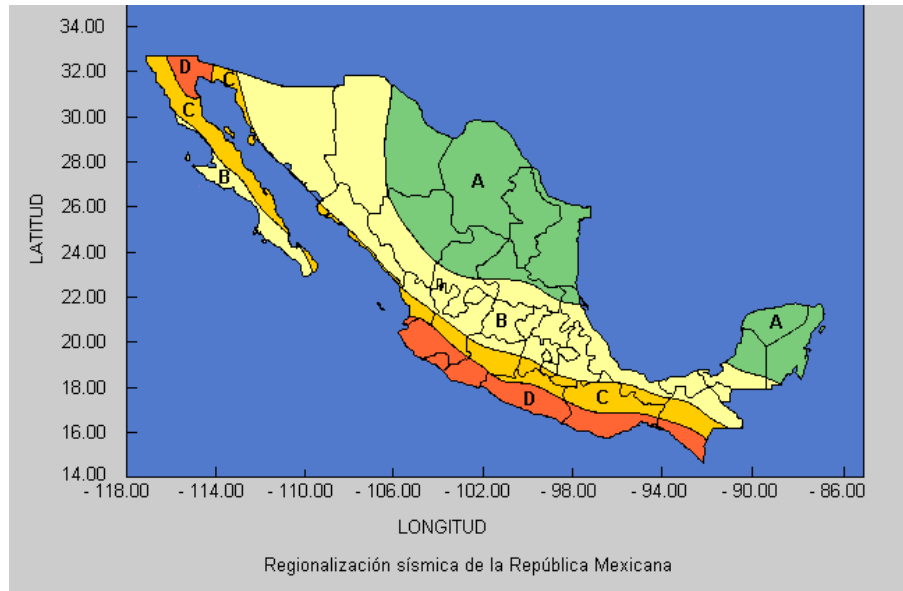 34.00
32.00
30.00
28.00
26.00
24.00
22.00
20.00
18.00
16.00
14.00
LATITUD
D
C
C
B
A
B
A
C
D
- 118.00 - 114.00 - 110.00 - 106.00 - 102.00 - 98.00 - 94.00 - 90.00 - 86.00
LONGITUD
Regionalización sísmica de la República Mexicana